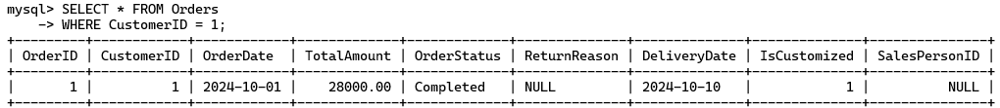 mysql> SELECT * FROM Orders
    -> WHERE CustomerID = 1;
+---------+------------+------------+-------------+-------------+--------------+--------------+--------------+---------------+
| OrderID | CustomerID | OrderDate  | TotalAmount | OrderStatus | ReturnReason | DeliveryDate | IsCustomized | SalesPersonID |
+---------+------------+------------+-------------+-------------+--------------+--------------+--------------+---------------+
|       1 |          1 | 2024-10-01 |    28000.00 | Completed   | NULL         | 2024-10-10   |            1 |          NULL |
+---------+------------+------------+-------------+-------------+--------------+--------------+--------------+---------------+